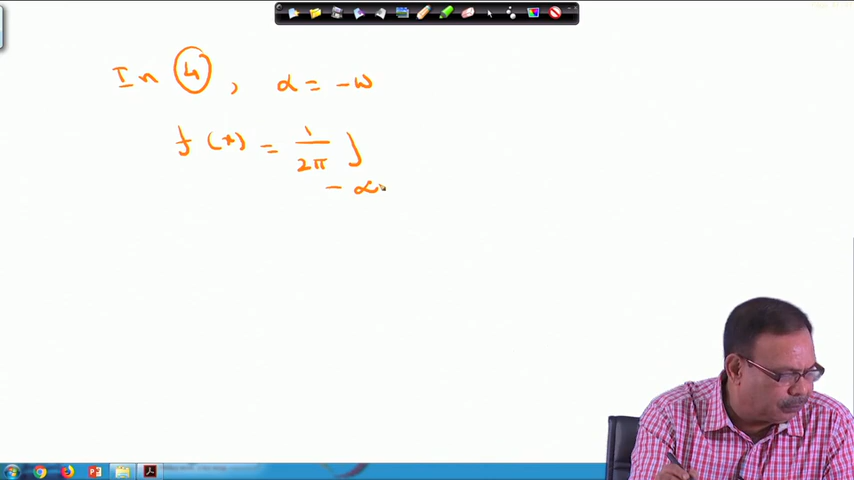 In ④, α = -ω
f(x) = 1/2π ∫
- ∞